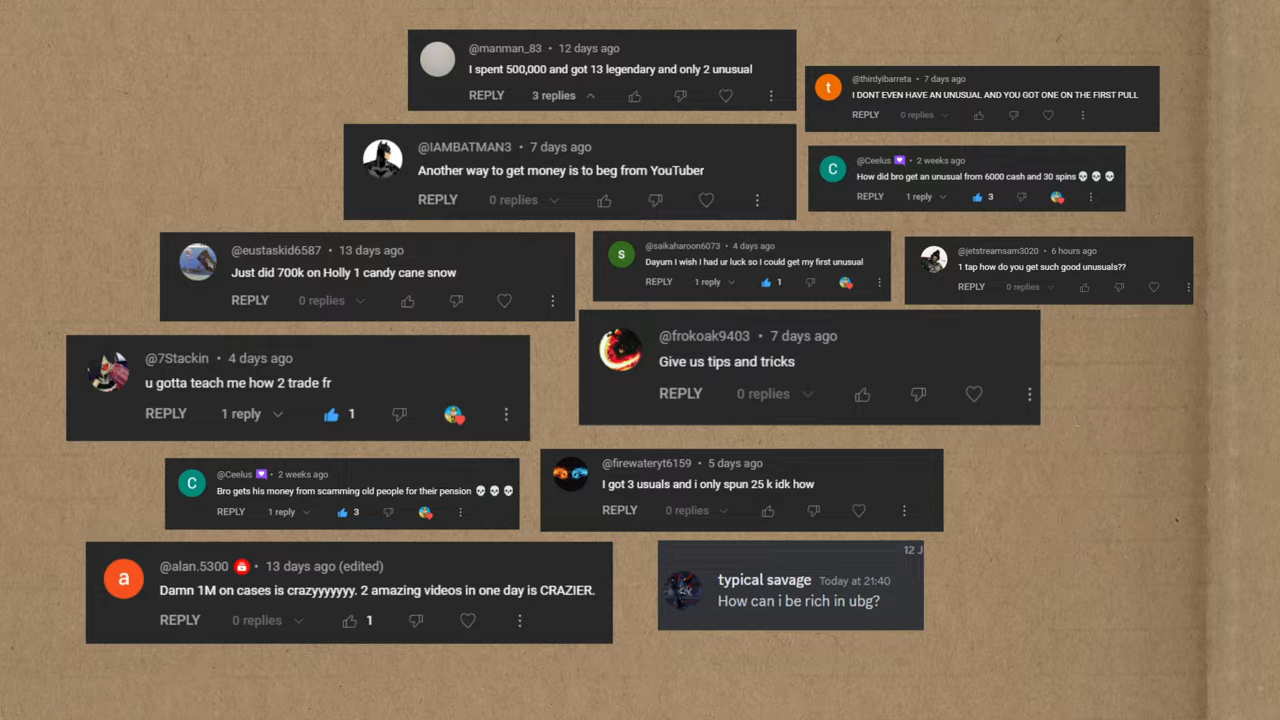 @manman_83 • 12 days ago
I spent 500,000 and got 13 legendary and only 2 unusual
REPLY 3 replies
@thirdyibarreta • 7 days ago
I DONT EVEN HAVE AN UNUSUAL AND YOU GOT ONE ON THE FIRST PULL
REPLY 0 replies
@IAMBATMAN3 • 7 days ago
Another way to get money is to beg from YouTuber
REPLY 0 replies
@Ceelus 💟 • 2 weeks ago
How did bro get an unusual from 6000 cash and 30 spins 💀 💀 💀
REPLY 1 reply 3
@eustaskid6587 • 13 days ago
Just did 700k on Holly 1 candy cane snow
REPLY 0 replies
@saikaharoon6073 • 4 days ago
Dayum I wish I had ur luck so I could get my first unusual
REPLY 1 reply 1
@jetstreamsam3020 • 6 hours ago
1 tap how do you get such good unusuals??
REPLY 0 replies
@7Stackin • 4 days ago
u gotta teach me how 2 trade fr
REPLY 1 reply 1
@frokoak9403 • 7 days ago
Give us tips and tricks
REPLY 0 replies
@Ceelus 💟 • 2 weeks ago
Bro gets his money from scamming old people for their pension 💀 💀 💀
REPLY 1 reply 3
@firewateryt6159 • 5 days ago
I got 3 usuals and i only spun 25 k idk how
REPLY 0 replies
a @alan.5300 • 13 days ago (edited)
Damn 1M on cases is crazyyyyyy. 2 amazing videos in one day is CRAZIER.
REPLY 0 replies 1
12 J
typical savage Today at 21:40
How can i be rich in ubg?